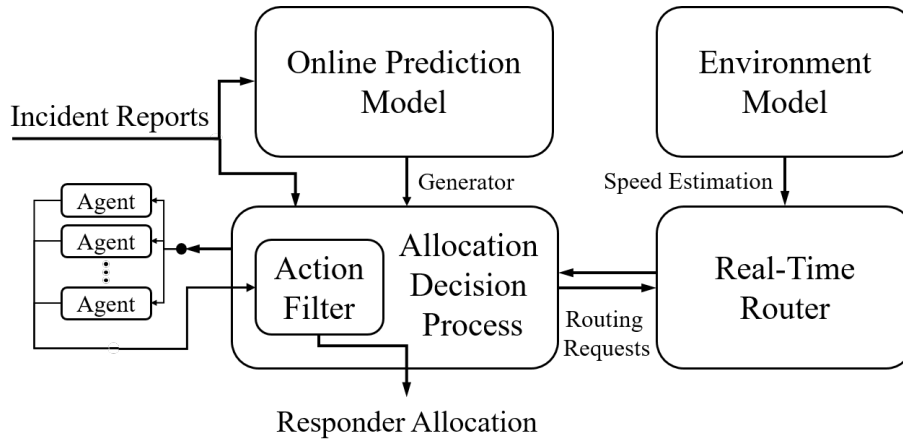 Online Prediction
Model
Environment
Model
Incident Reports
Generator
Speed Estimation
Agent
Agent
Agent
Action
Filter
Allocation
Decision
Process
Real-Time
Router
Routing
Requests
Responder Allocation